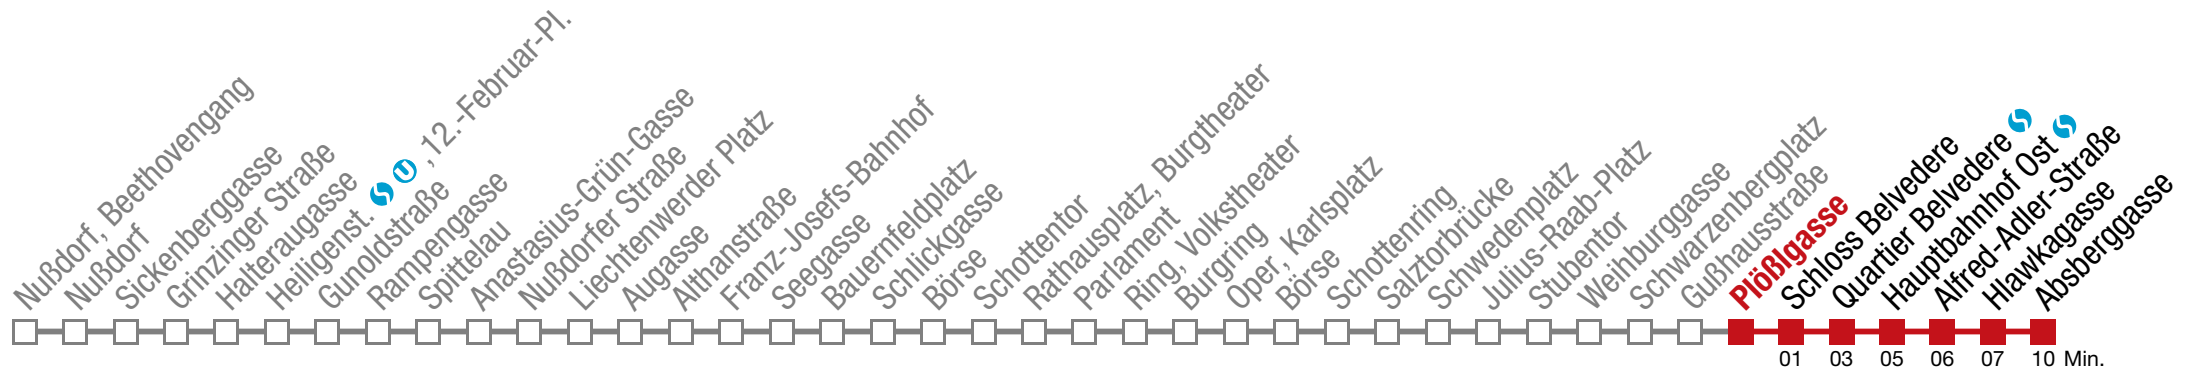 Nußdorf, Beethovengang
Nußdorf
Sickenberggasse
Grinzinger Straße
Halteraugasse
Heiligenst. S U , 12.-Februar-Pl.
Gunoldstraße
Rampengasse
Spittelau
Anastasius-Grün-Gasse
Nußdorfer Straße
Liechtenwerder Platz
Augasse
Althanstraße
Franz-Josefs-Bahnhof
Seegasse
Bauernfeldplatz
Schlickgasse
Börse
Schottentor
Rathausplatz, Burgtheater
Parlament
Ring, Volkstheater
Burgring
Oper, Karlsplatz
Börse
Schottenring
Salztorbrücke
Schwedenplatz
Julius-Raab-Platz
Stubentor
Weihburggasse
Schwarzenbergplatz
Gußhausstraße
Plößlgasse
Schloss Belvedere
Quartier Belvedere S
Hauptbahnhof Ost S
Alfred-Adler-Straße
Hlawkagasse
Absberggasse
01 03 05 06 07 10 Min.